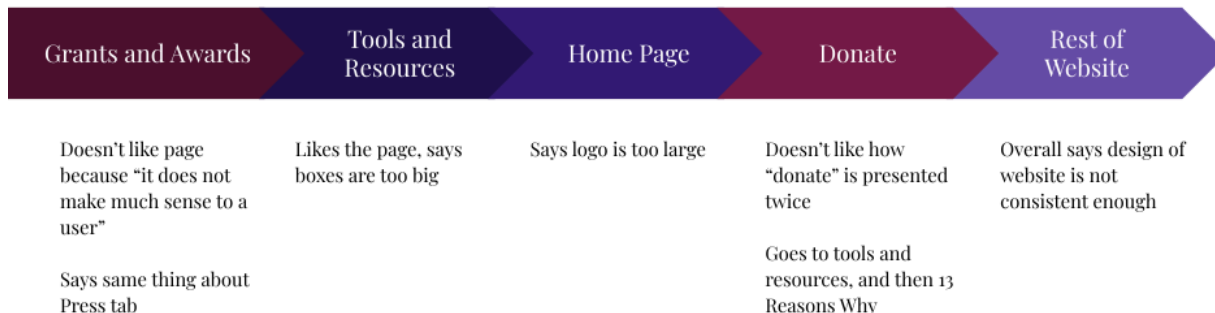 Grants and Awards
Tools and
Resources
Home Page
Donate
Rest of
Website
Doesn’t like page
because “it does not
make much sense to a
user”
Says same thing about
Press tab
Likes the page, says
boxes are too big
Says logo is too large
Doesn’t like how
“donate” is presented
twice
Goes to tools and
resources, and then 13
Reasons Why
Overall says design of
website is not
consistent enough